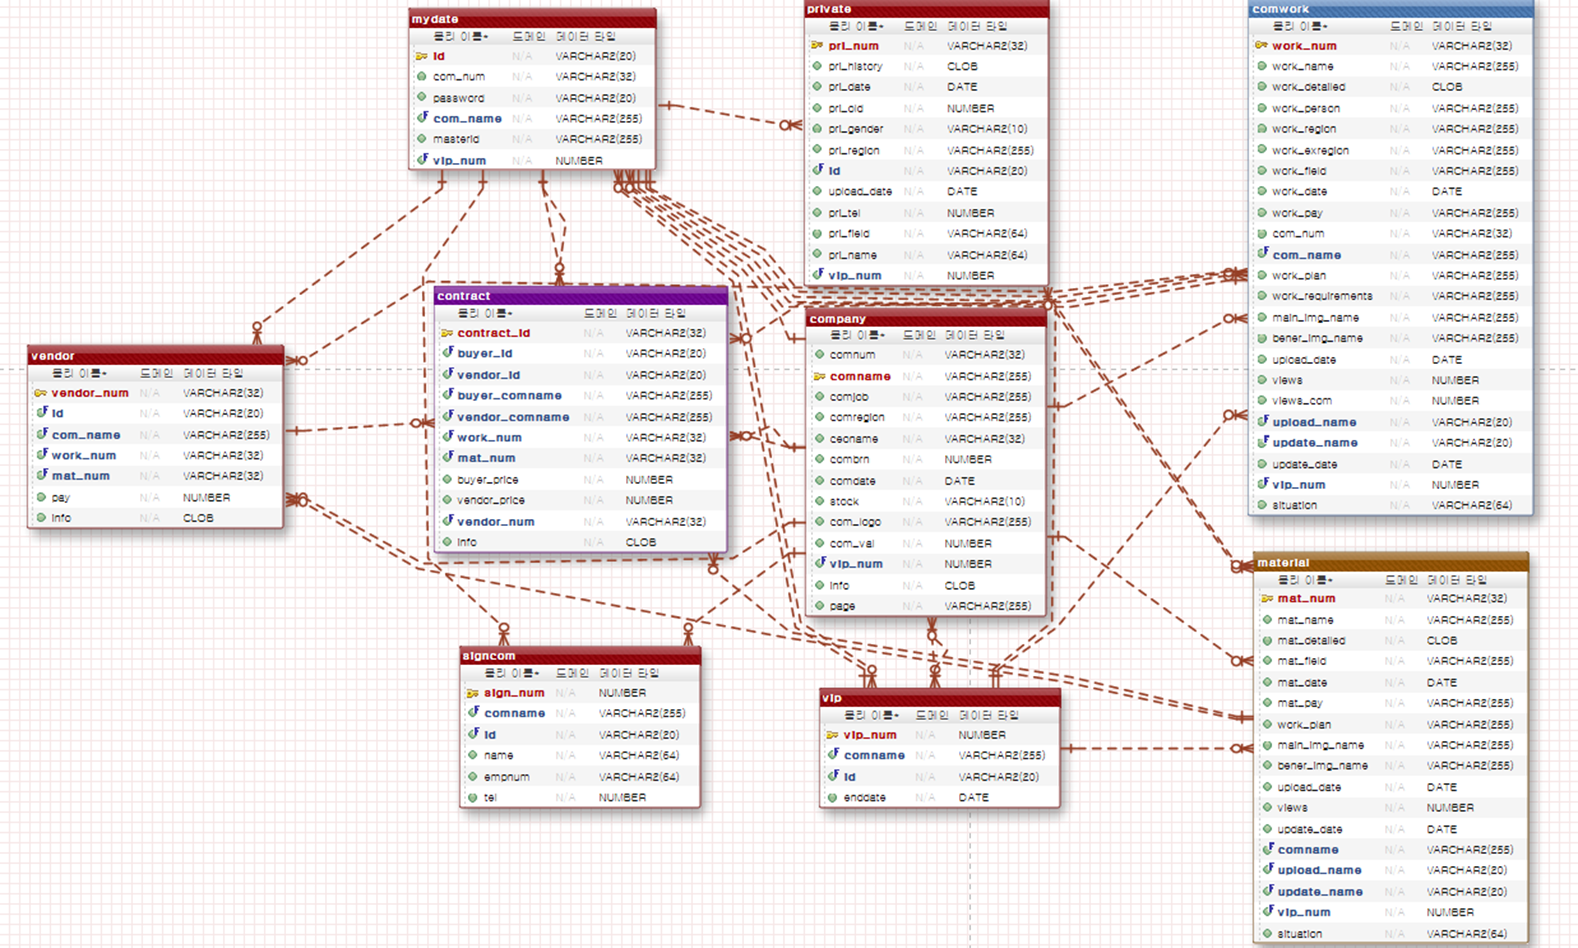 mydate
물리 이름* 도메인 데이터 타입
id N/A VARCHAR2(20)
com_num N/A VARCHAR2(32)
password N/A VARCHAR2(20)
com_name N/A VARCHAR2(255)
masterid N/A VARCHAR2(255)
vip_num N/A NUMBER
private
물리 이름* 도메인 데이터 타입
pri_num N/A VARCHAR2(32)
pri_history N/A CLOB
pri_date N/A DATE
pri_old N/A NUMBER
pri_gender N/A VARCHAR2(10)
pri_region N/A VARCHAR2(255)
id N/A VARCHAR2(20)
upload_date N/A DATE
pri_tel N/A NUMBER
pri_field N/A VARCHAR2(64)
pri_name N/A VARCHAR2(64)
vip_num N/A NUMBER
comwork
물리 이름* 도메인 데이터 타입
work_num N/A VARCHAR2(32)
work_name N/A VARCHAR2(255)
work_detailed N/A CLOB
work_person N/A VARCHAR2(255)
work_region N/A VARCHAR2(255)
work_exregion N/A VARCHAR2(255)
work_field N/A VARCHAR2(255)
work_date N/A DATE
work_pay N/A VARCHAR2(255)
com_num N/A VARCHAR2(32)
com_name N/A VARCHAR2(255)
work_plan N/A VARCHAR2(255)
work_requirements N/A VARCHAR2(255)
main_img_name N/A VARCHAR2(255)
bener_img_name N/A VARCHAR2(255)
upload_date N/A DATE
views N/A NUMBER
views_com N/A NUMBER
upload_name N/A VARCHAR2(20)
update_name N/A VARCHAR2(20)
update_date N/A DATE
vip_num N/A NUMBER
situation N/A VARCHAR2(64)
vendor
물리 이름* 도메인 데이터 타입
vendor_num N/A VARCHAR2(32)
id N/A VARCHAR2(20)
com_name N/A VARCHAR2(255)
work_num N/A VARCHAR2(32)
mat_num N/A VARCHAR2(32)
pay N/A NUMBER
info N/A CLOB
contract
물리 이름* 도메인 데이터 타입
contract_id N/A VARCHAR2(32)
buyer_id N/A VARCHAR2(20)
vendor_id N/A VARCHAR2(20)
buyer_comname N/A VARCHAR2(255)
vendor_comname N/A VARCHAR2(255)
work_num N/A VARCHAR2(32)
mat_num N/A VARCHAR2(32)
buyer_price N/A NUMBER
vendor_price N/A NUMBER
vendor_num N/A VARCHAR2(32)
info N/A CLOB
company
물리 이름* 도메인 데이터 타입
comnum N/A VARCHAR2(32)
comname N/A VARCHAR2(255)
comjob N/A VARCHAR2(255)
comregion N/A VARCHAR2(255)
ceoname N/A VARCHAR2(32)
combrn N/A NUMBER
comdate N/A DATE
stock N/A VARCHAR2(10)
com_logo N/A VARCHAR2(255)
com_val N/A NUMBER
vip_num N/A NUMBER
info N/A CLOB
page N/A VARCHAR2(255)
signcom
물리 이름* 도메인 데이터 타입
sign_num N/A NUMBER
comname N/A VARCHAR2(255)
id N/A VARCHAR2(20)
name N/A VARCHAR2(64)
empnum N/A VARCHAR2(64)
tel N/A NUMBER
vip
물리 이름* 도메인 데이터 타입
vip_num N/A NUMBER
comname N/A VARCHAR2(255)
id N/A VARCHAR2(20)
enddate N/A DATE
material
물리 이름* 도메인 데이터 타입
mat_num N/A VARCHAR2(32)
mat_name N/A VARCHAR2(255)
mat_detailed N/A CLOB
mat_field N/A VARCHAR2(255)
mat_date N/A DATE
mat_pay N/A VARCHAR2(255)
work_plan N/A VARCHAR2(255)
main_img_name N/A VARCHAR2(255)
bener_img_name N/A VARCHAR2(255)
upload_date N/A DATE
views N/A NUMBER
update_date N/A DATE
comname N/A VARCHAR2(255)
upload_name N/A VARCHAR2(20)
update_name N/A VARCHAR2(20)
vip_num N/A NUMBER
situation N/A VARCHAR2(64)